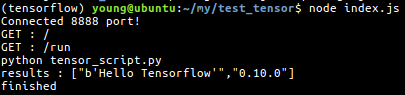 (tensorflow) young@ubuntu:~/my/test_tensor$ node index.js
Connected 8888 port!
GET : /
GET : /run
python tensor_script.py
results : ["b'Hello Tensorflow'","0.10.0"]
finished